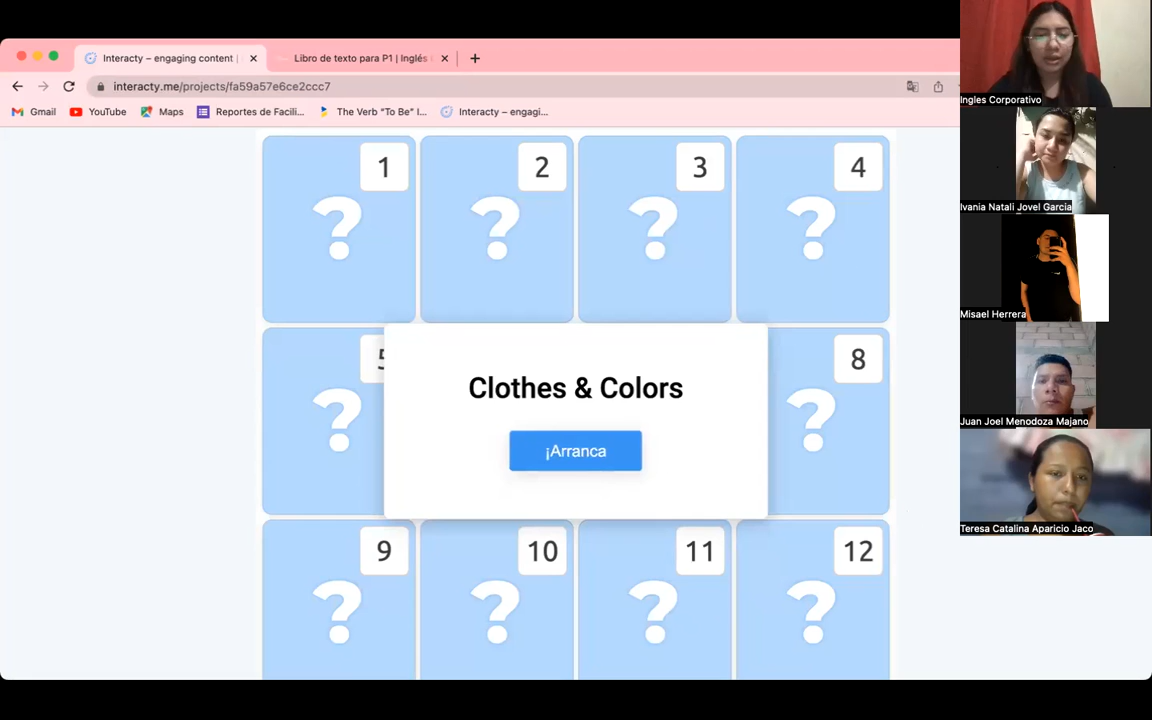 Interacty – engaging content |
Libro de texto para P1 | Inglés
interacty.me/projects/fa59a57e6ce2ccc7
Gmail
YouTube
Maps
Reportes de Facili...
The Verb "To Be" I...
Interacty – engagi...
1
2
3
4
5
8
Clothes & Colors
¡Arranca
9
10
11
12
Ingles Corporativo
Ivania Natali Jovel Garcia
Misael Herrera
Juan Joel Menodoza Majano
Teresa Catalina Aparicio Jaco